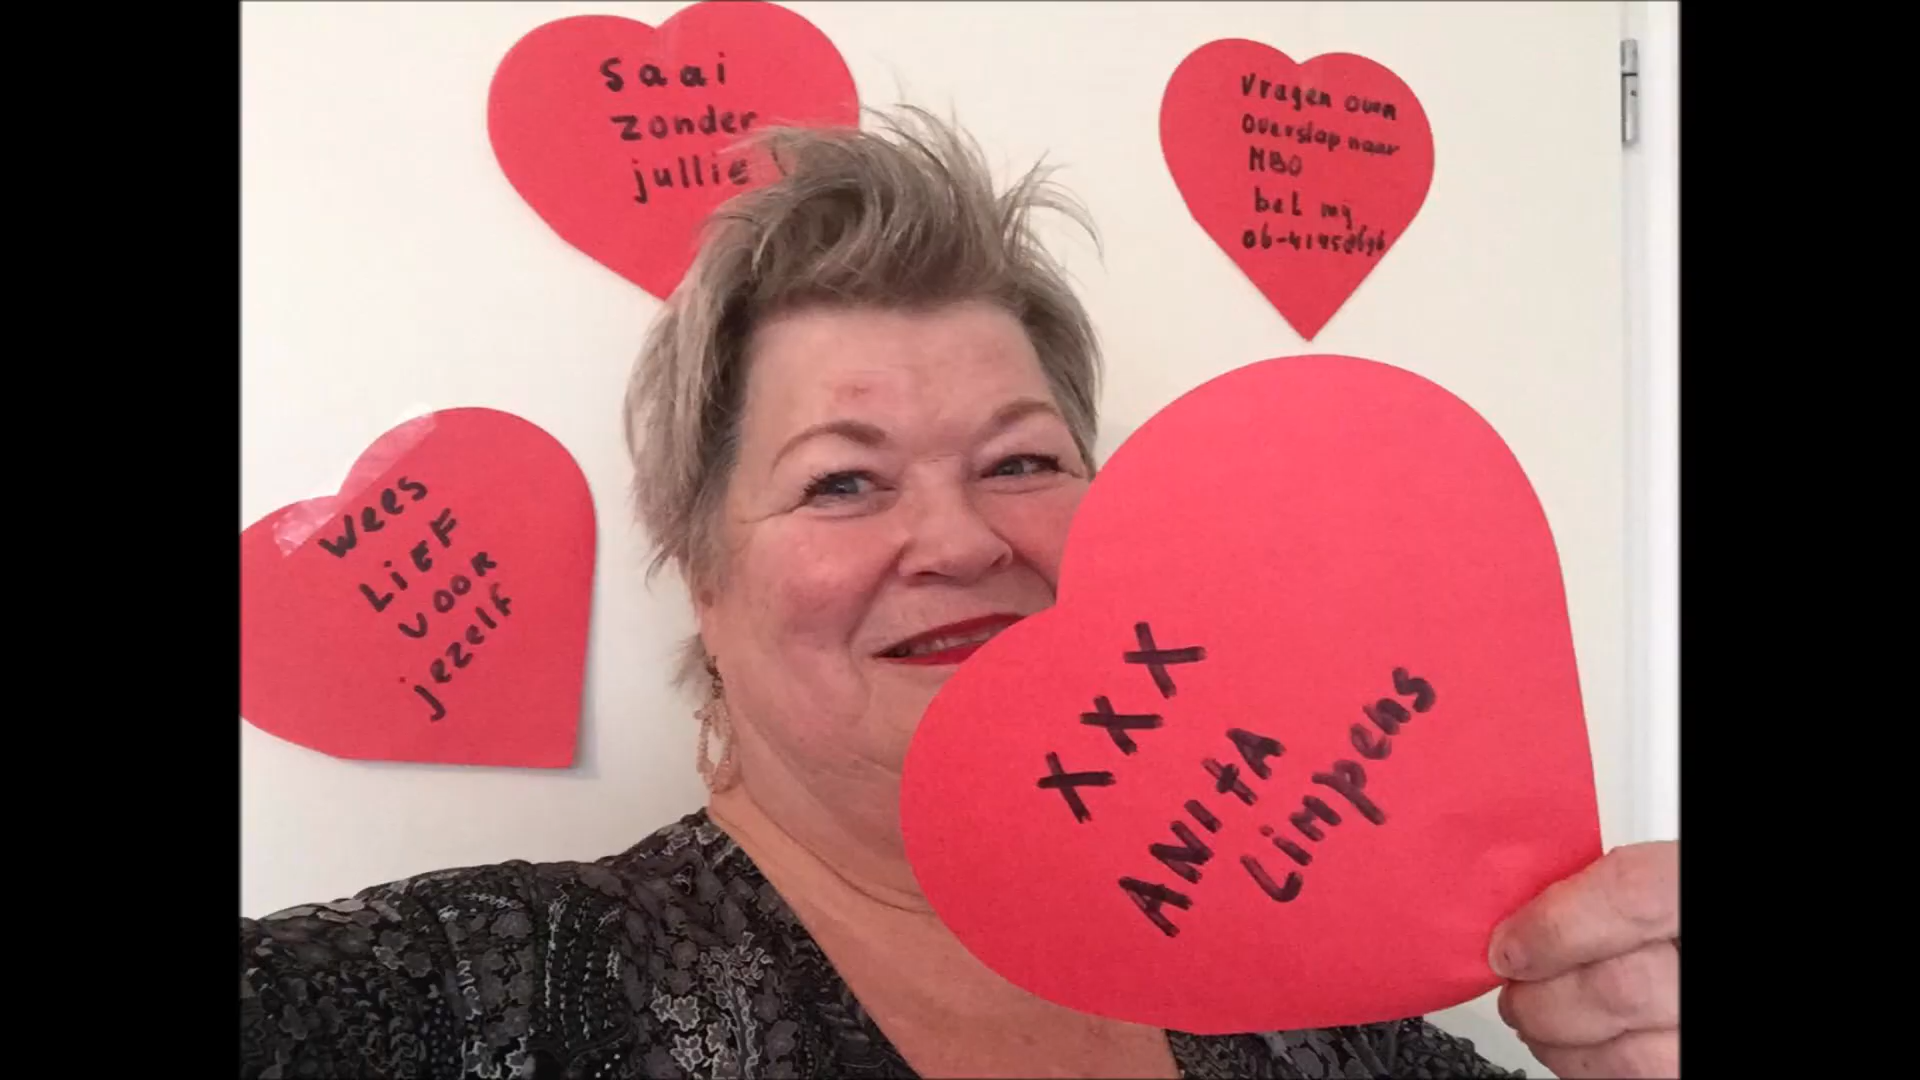 Saai
zonder
jullie !
Vragen over
Overstap naar
MBO
bel mij
Wees
LiEF
VOOR
jezelf
XXX
ANitA
Limpens